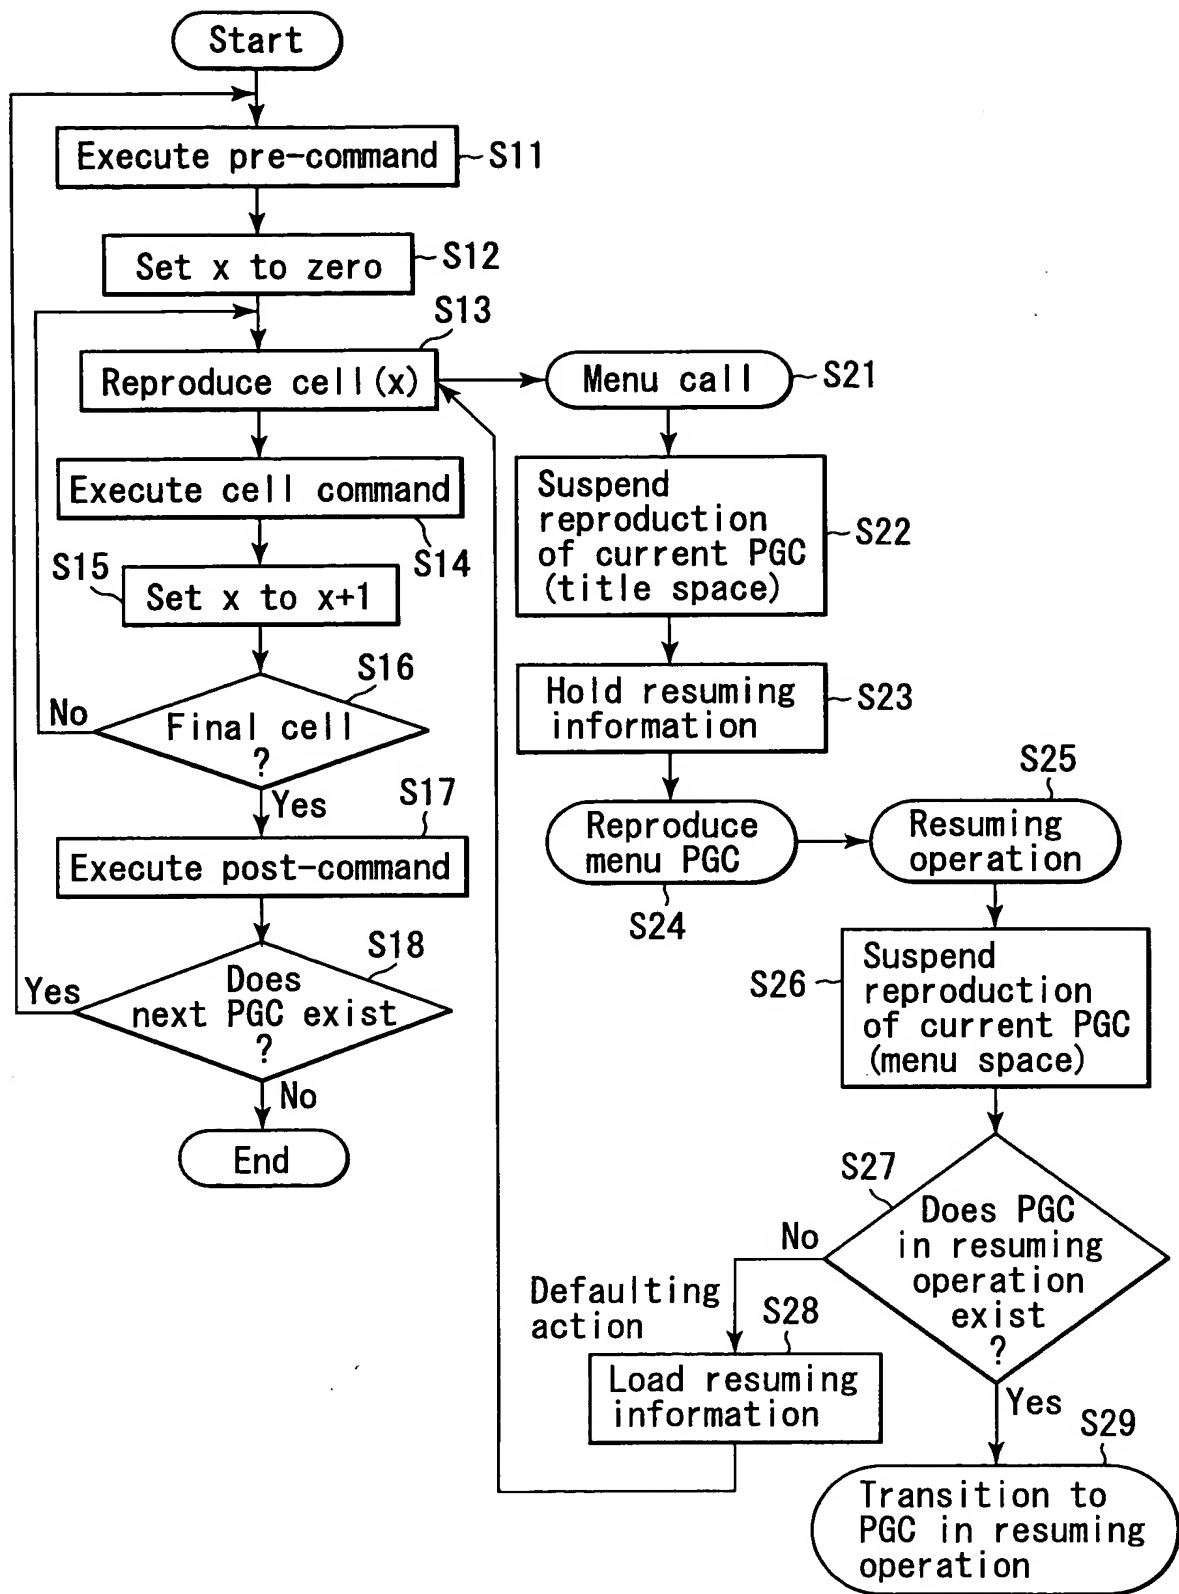 Start
Execute pre-command
S11
Set x to zero
S12
S13
Reproduce cell(x)
Menu call
S21
Execute cell command
S14
Suspend
reproduction
of current PGC
(title space)
S22
S15
Set x to x+1
S16
No
Final cell
?
Yes
Hold resuming
information
S23
S17
Execute post-command
Reproduce
menu PGC
S24
S25
Resuming
operation
S18
Yes
Does
next PGC exist
?
No
End
S26
Suspend
reproduction
of current PGC
(menu space)
S27
Does PGC
in resuming
operation
exist
?
No
Defaulting
action
S28
Load resuming
information
Yes
S29
Transition to
PGC in resuming
operation